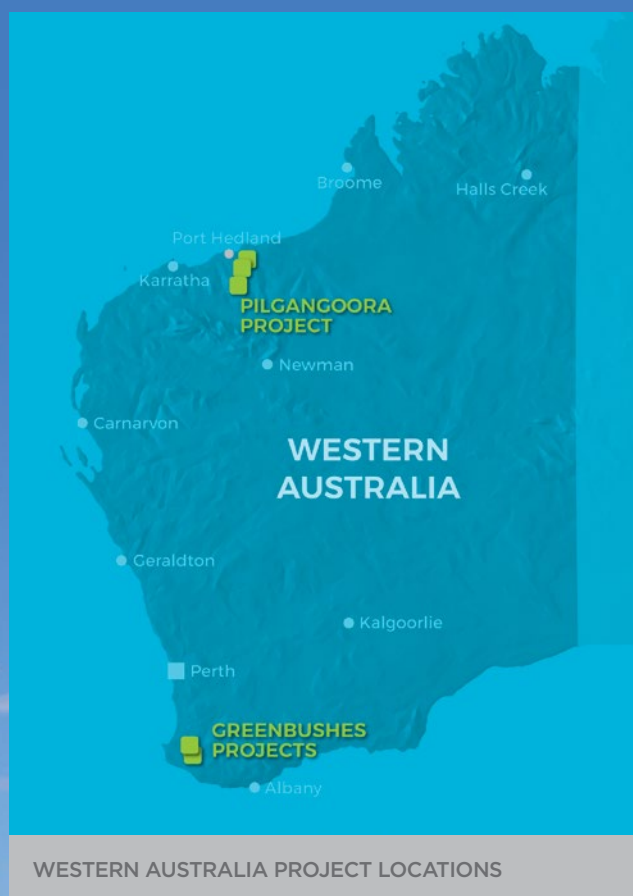 Broome
Halls Creek
Port Hedland
Karratha
PILGANGOORA
PROJECT
Newman
Carnarvon
WESTERN
AUSTRALIA
Geraldton
Kalgoorlie
Perth
GREENBUSHES
PROJECTS
Albany
WESTERN AUSTRALIA PROJECT LOCATIONS